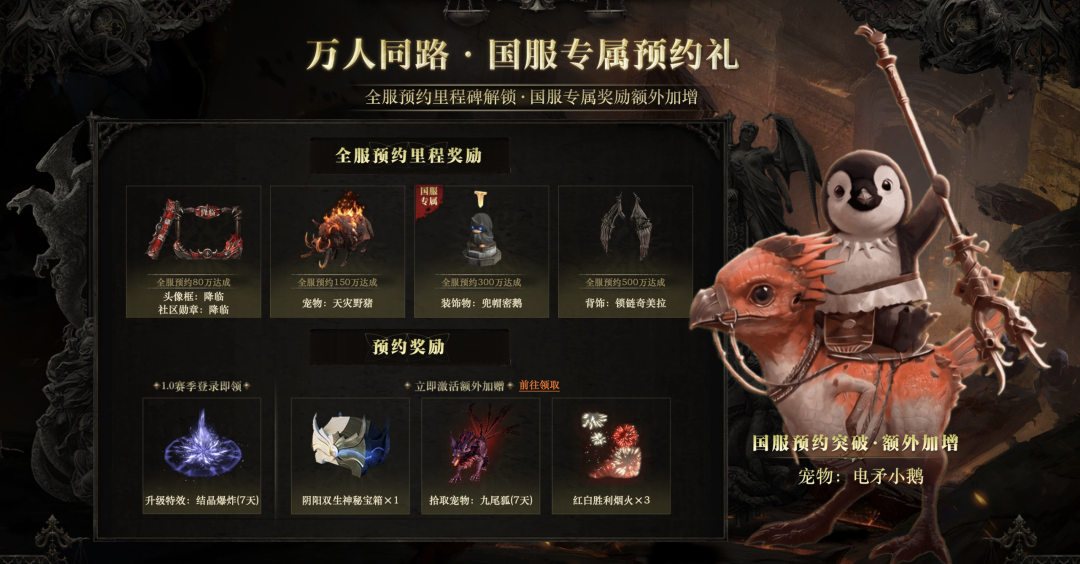 万人同路·国服专属预约礼
全服预约里程碑解锁·国服专属奖励额外加增
全服预约里程奖励
降临
全服预约80万达成
头像框：降临
社区勋章：降临
全服预约150万达成
宠物：天灾野猪
国服
专属
全服预约300万达成
装饰物：兜帽密鹅
全服预约500万达成
背饰：锁链奇美拉
预约奖励
1.0赛季登录即领
立即激活额外加赠 前往领取
升级特效：结晶爆炸(7天)
阴阳双生神秘宝箱×1
拾取宠物：九尾狐(7天)
红白胜利烟火×3
国服预约突破·额外加增
宠物：电矛小鹅